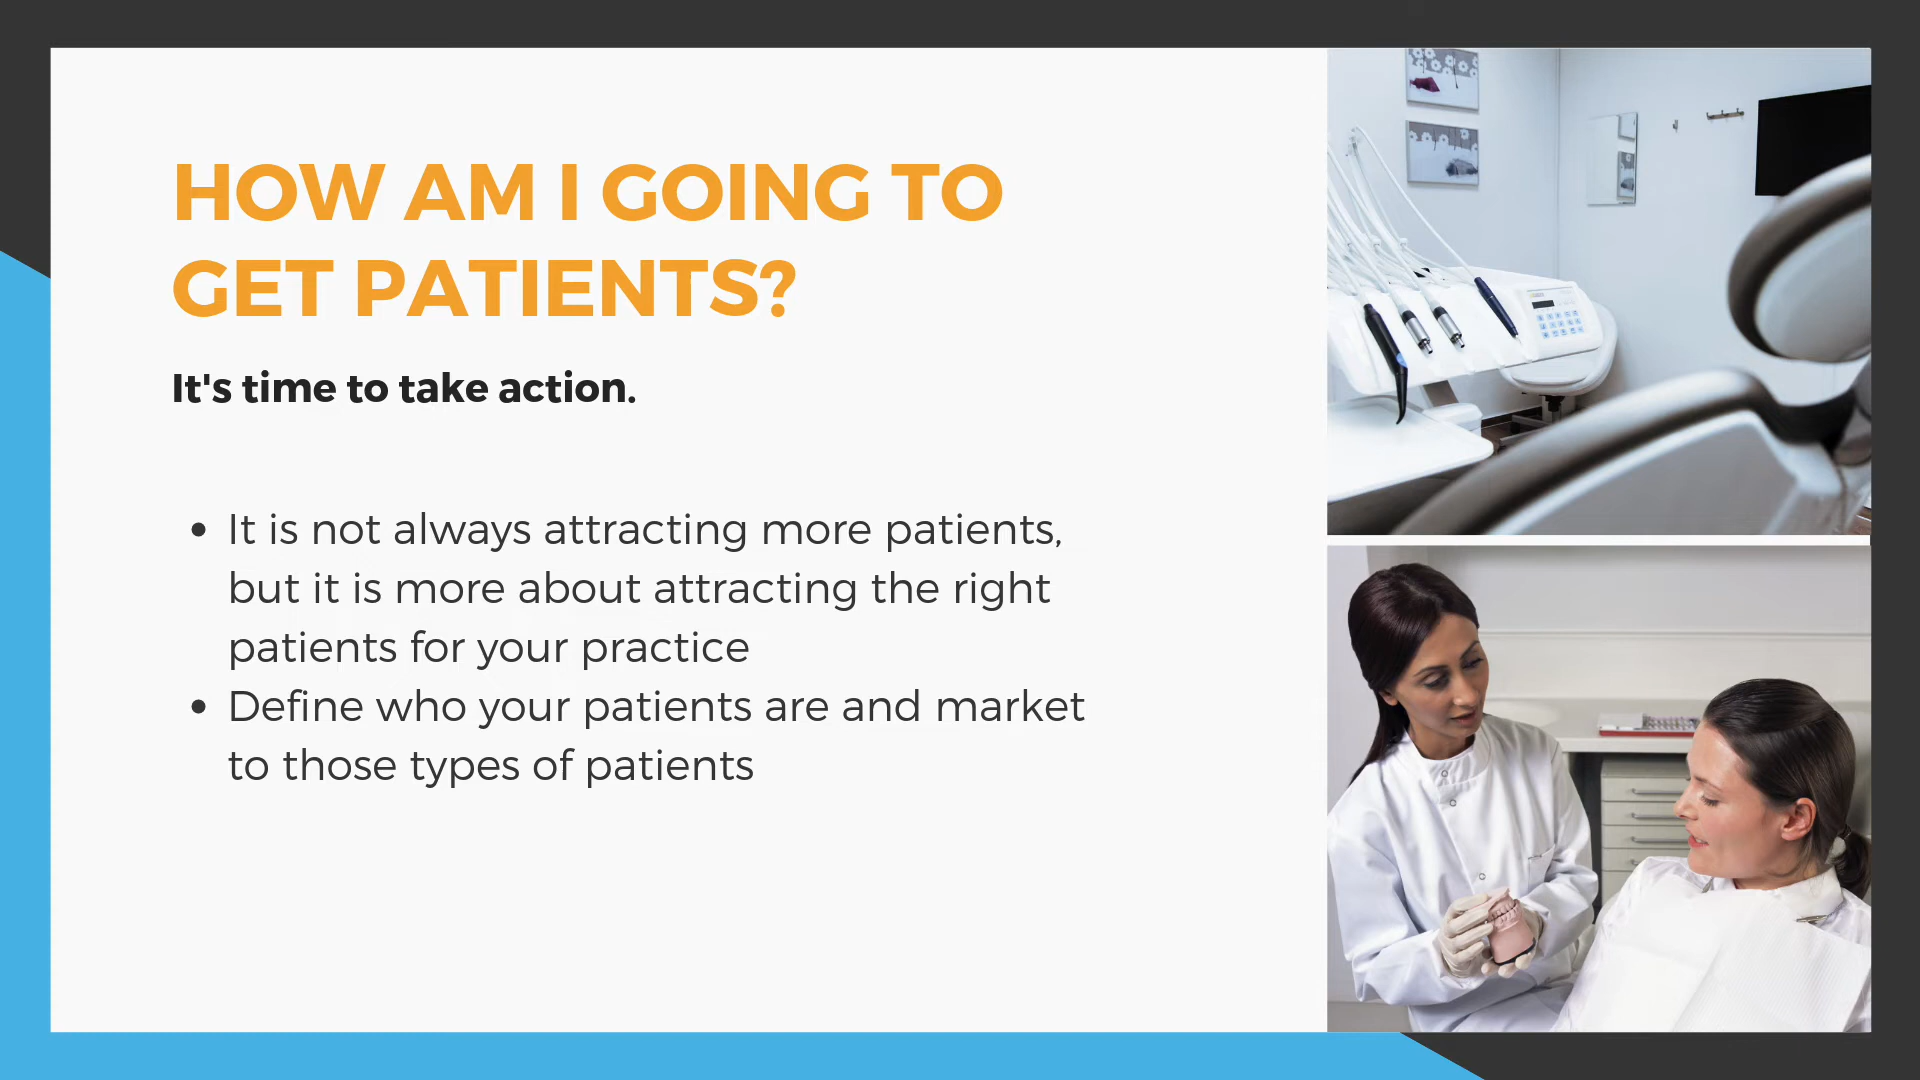 HOW AM I GOING TO
GET PATIENTS?
It's time to take action.
• It is not always attracting more patients,
but it is more about attracting the right
patients for your practice
• Define who your patients are and market
to those types of patients